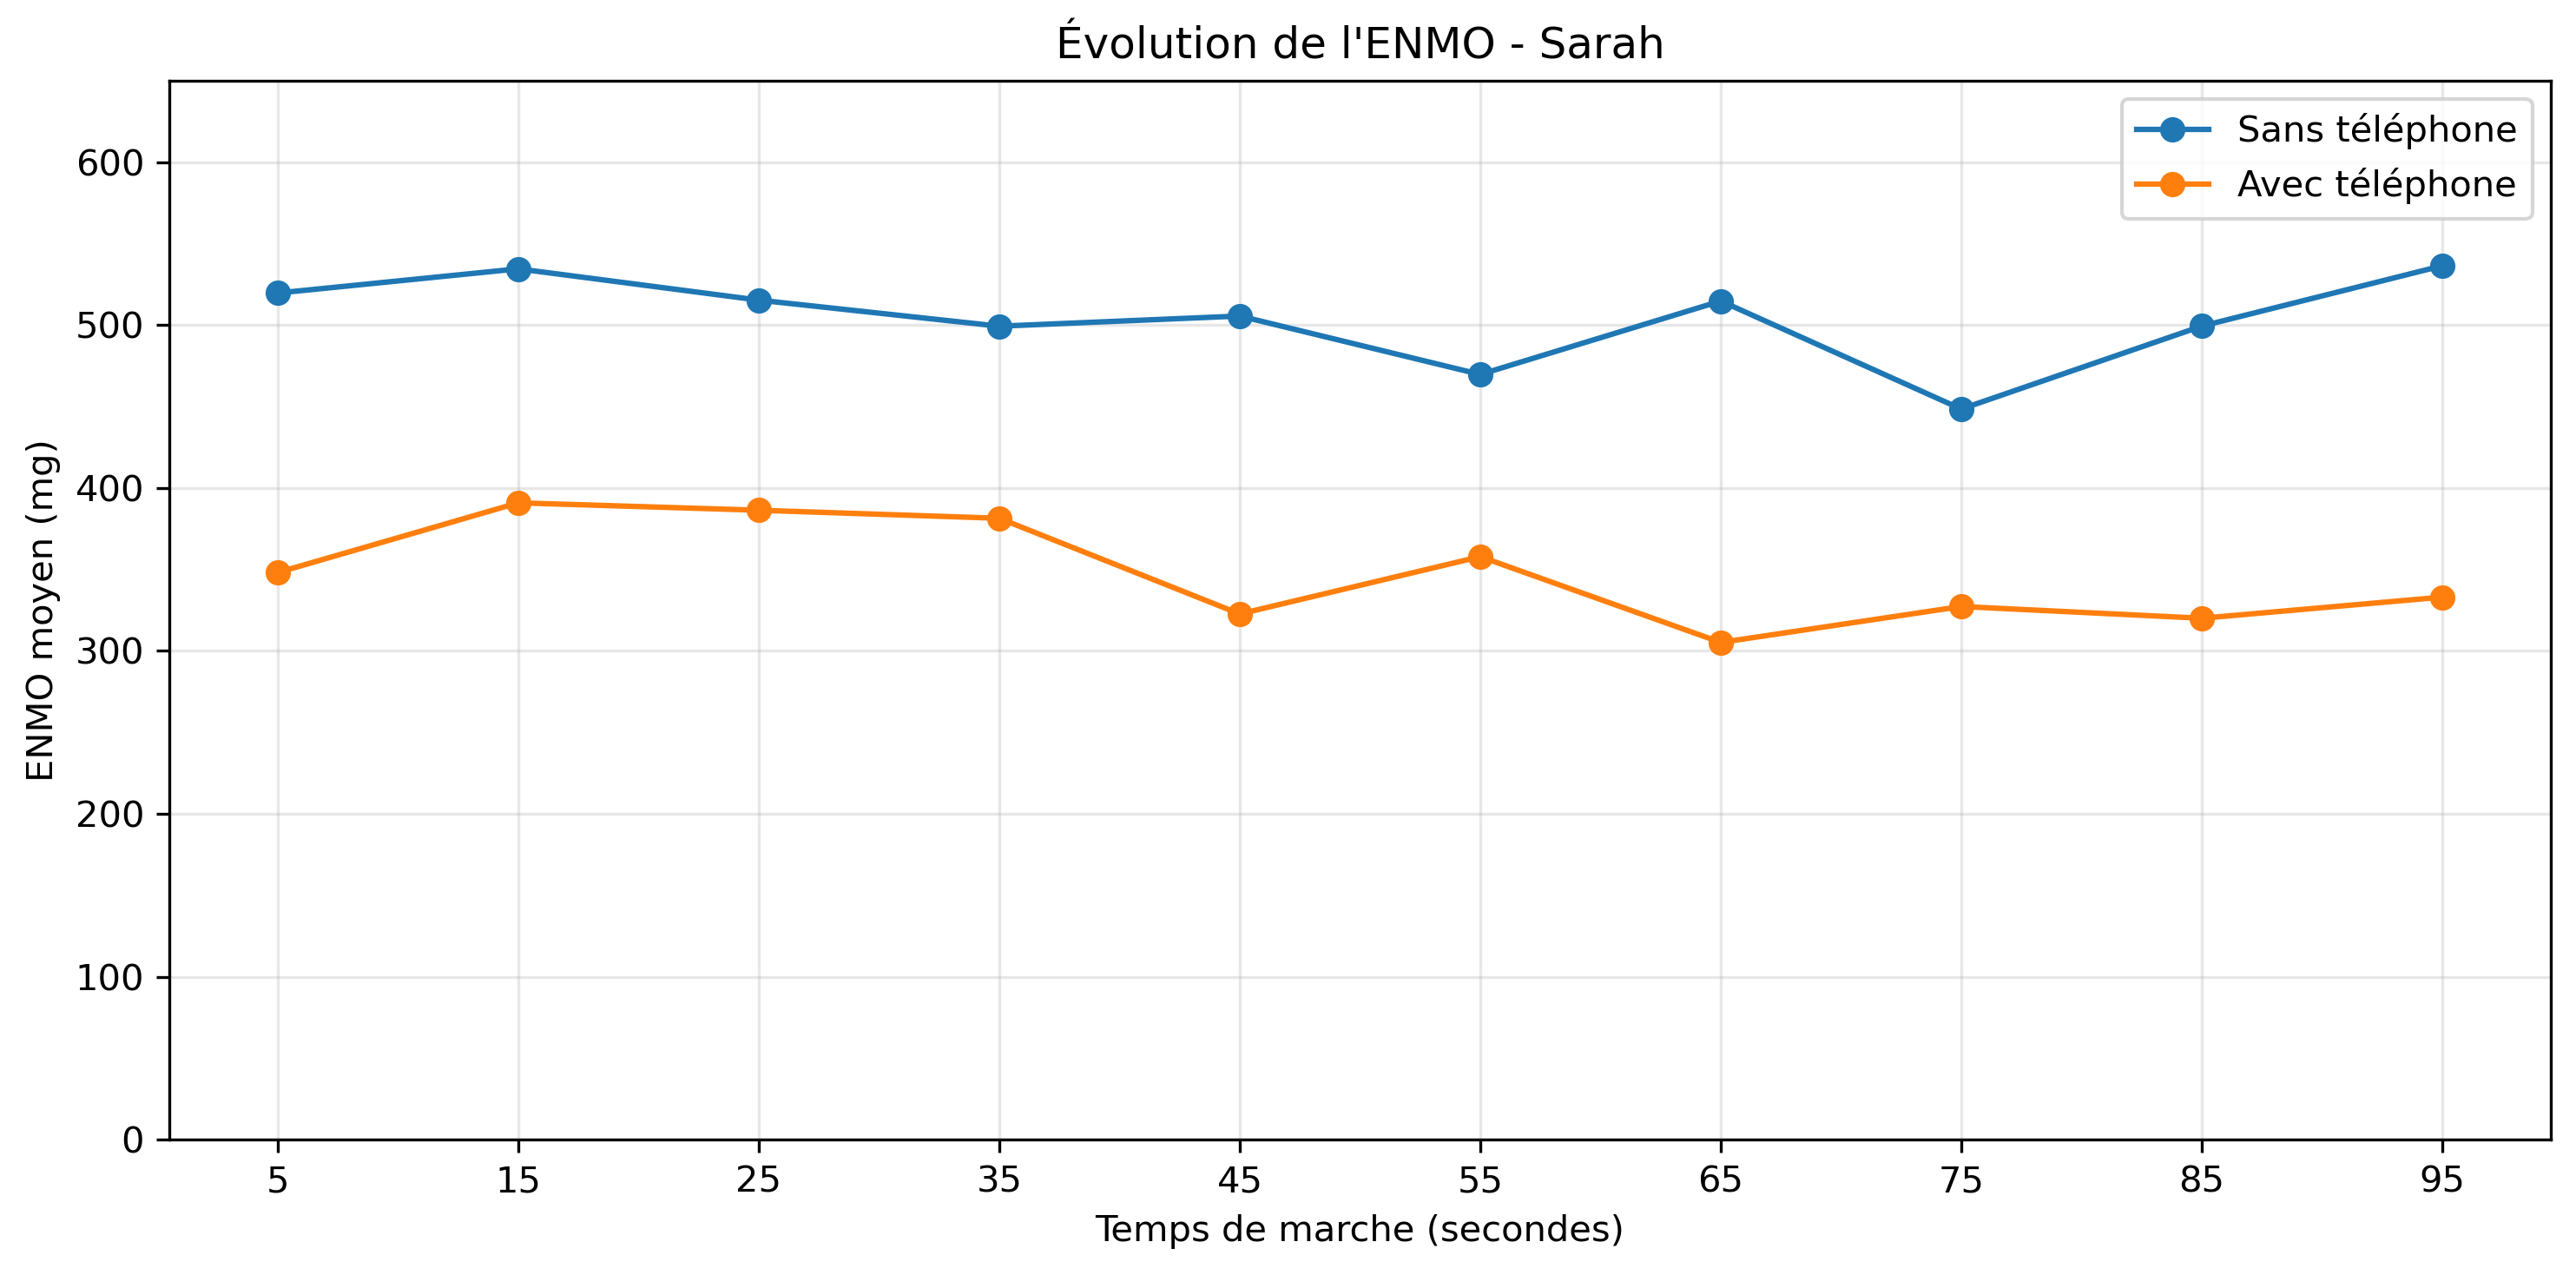 Évolution de l'ENMO - Sarah
Sans téléphone
Avec téléphone
ENMO moyen (mg)
600
500
400
300
200
100
0
5 15 25 35 45 55 65 75 85 95
Temps de marche (secondes)